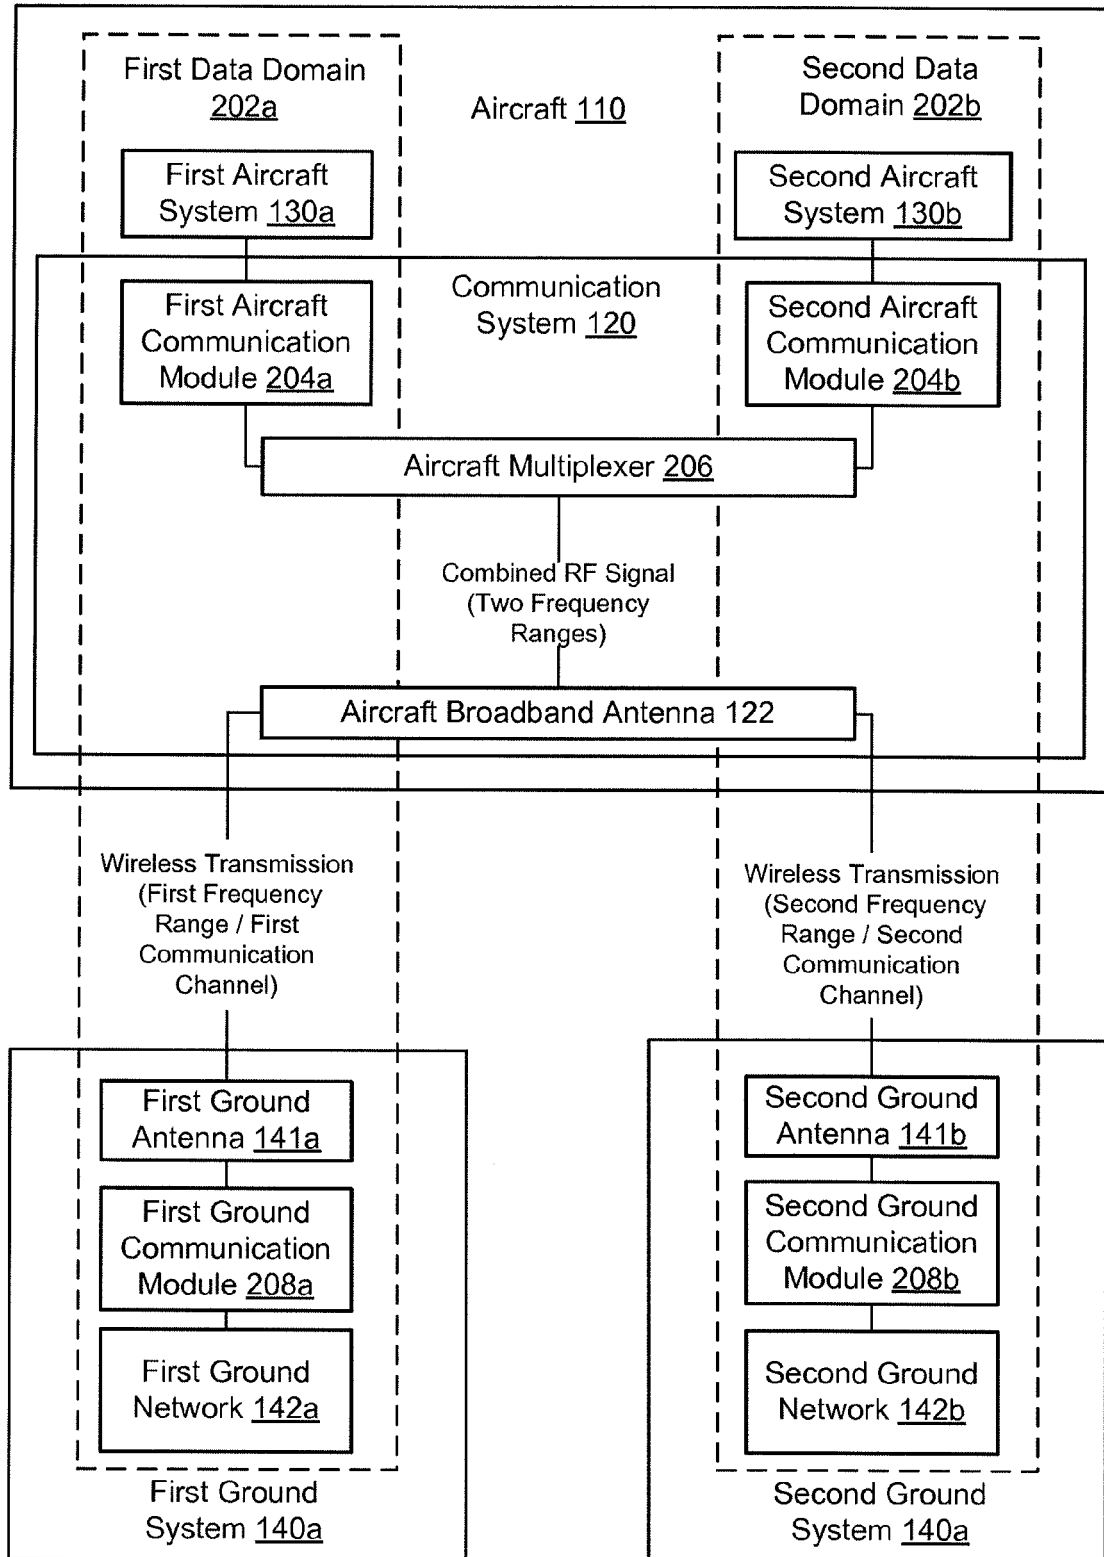 First Data Domain
202a
Aircraft 110
Second Data
Domain 202b
First Aircraft
System 130a
Second Aircraft
System 130b
First Aircraft
Communication
Module 204a
Communication
System 120
Second Aircraft
Communication
Module 204b
Aircraft Multiplexer 206
Combined RF Signal
(Two Frequency
Ranges)
Aircraft Broadband Antenna 122
Wireless Transmission
(First Frequency
Range / First
Communication
Channel)
Wireless Transmission
(Second Frequency
Range / Second
Communication
Channel)
First Ground
Antenna 141a
Second Ground
Antenna 141b
First Ground
Communication
Module 208a
Second Ground
Communication
Module 208b
First Ground
Network 142a
Second Ground
Network 142b
First Ground
System 140a
Second Ground
System 140a